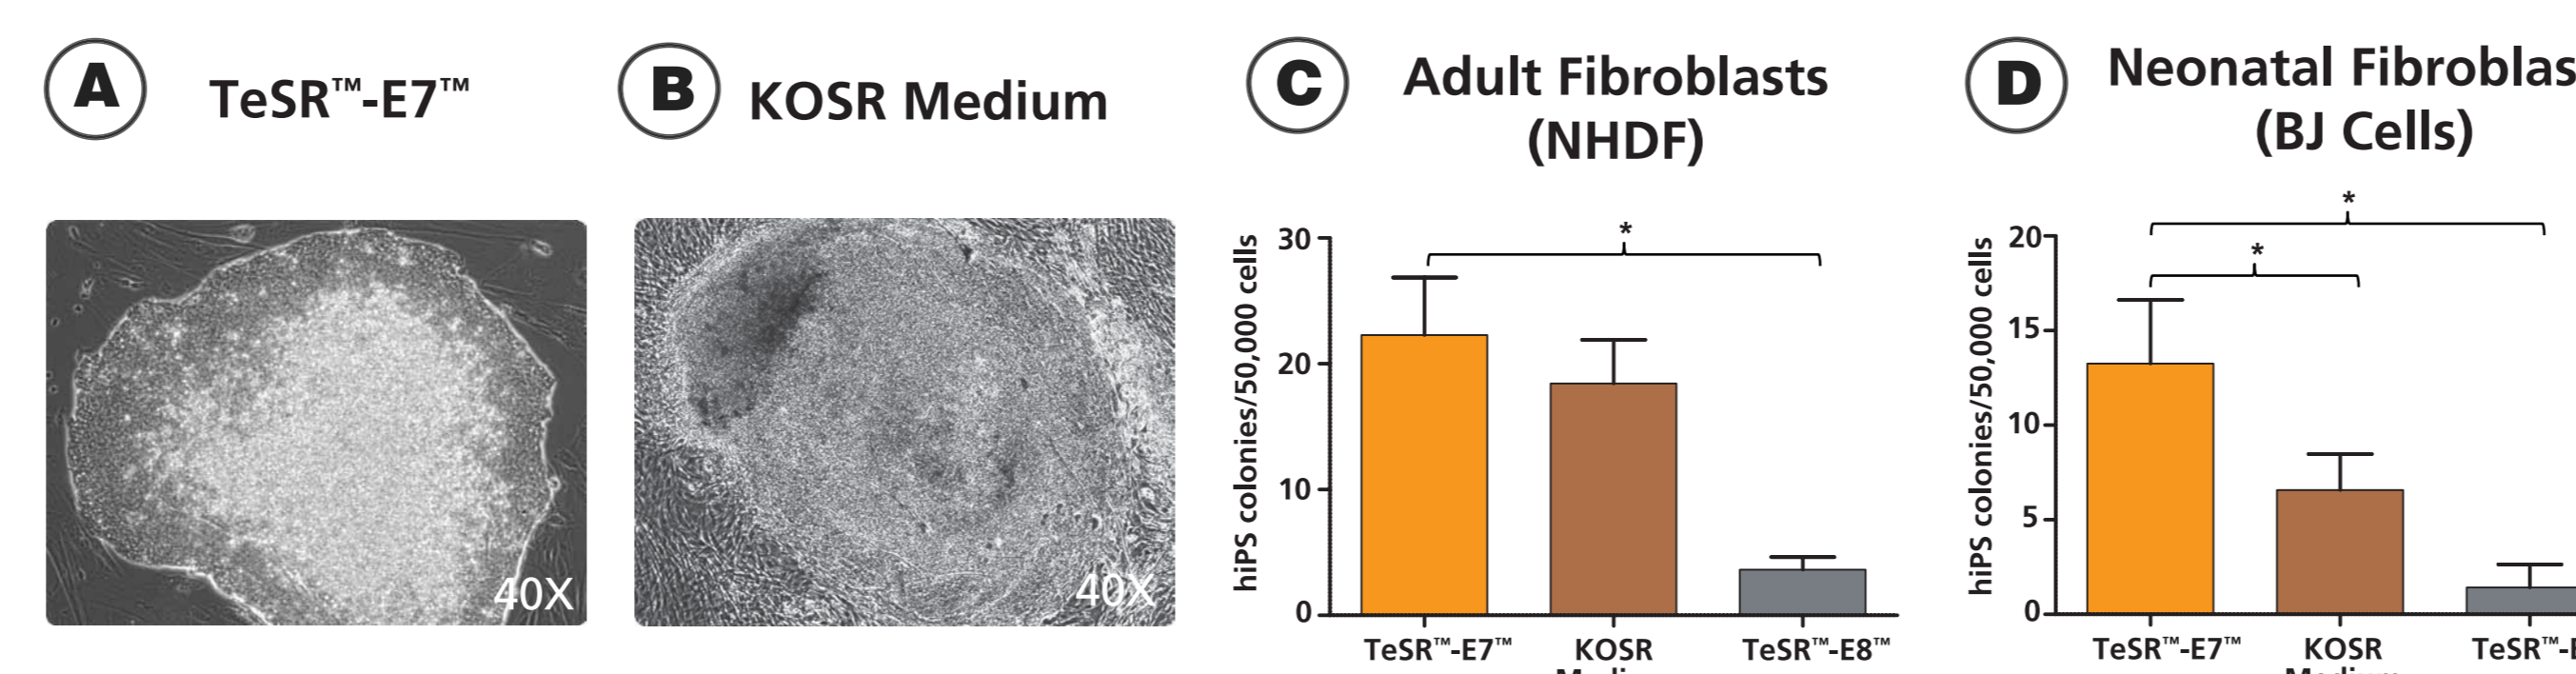 A
TeSR™-E7™
40X
B
KOSR Medium
40X
C
Adult Fibroblasts
(NHDF)
*
hiPS colonies/50,000 cells
30
20
10
0
TeSR™-E7™
KOSR
TeSR™-E8™
D
Neonatal Fibroblas
(BJ Cells)
*
*
hiPS colonies/50,000 cells
20
15
10
5
0
TeSR™-E7™
KOSR
Medium
TeSR™-E